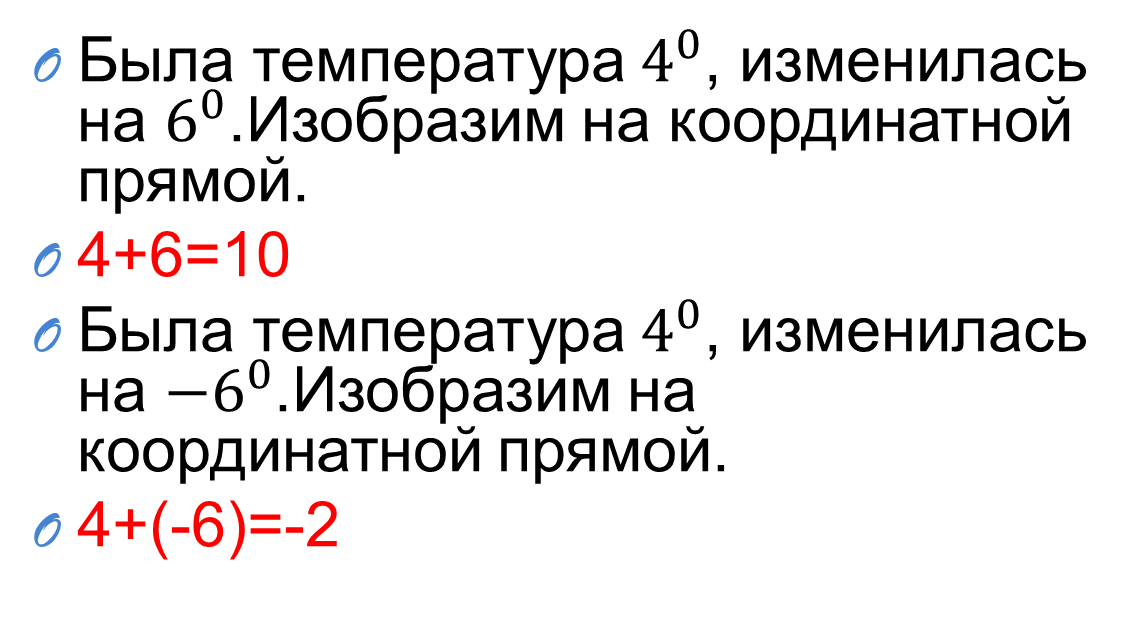 Была температура 4⁰, изменилась
на 6⁰.Изобразим на координатной
прямой.
4+6=10
Была температура 4⁰, изменилась
на −6⁰.Изобразим на
координатной прямой.
4+(-6)=-2